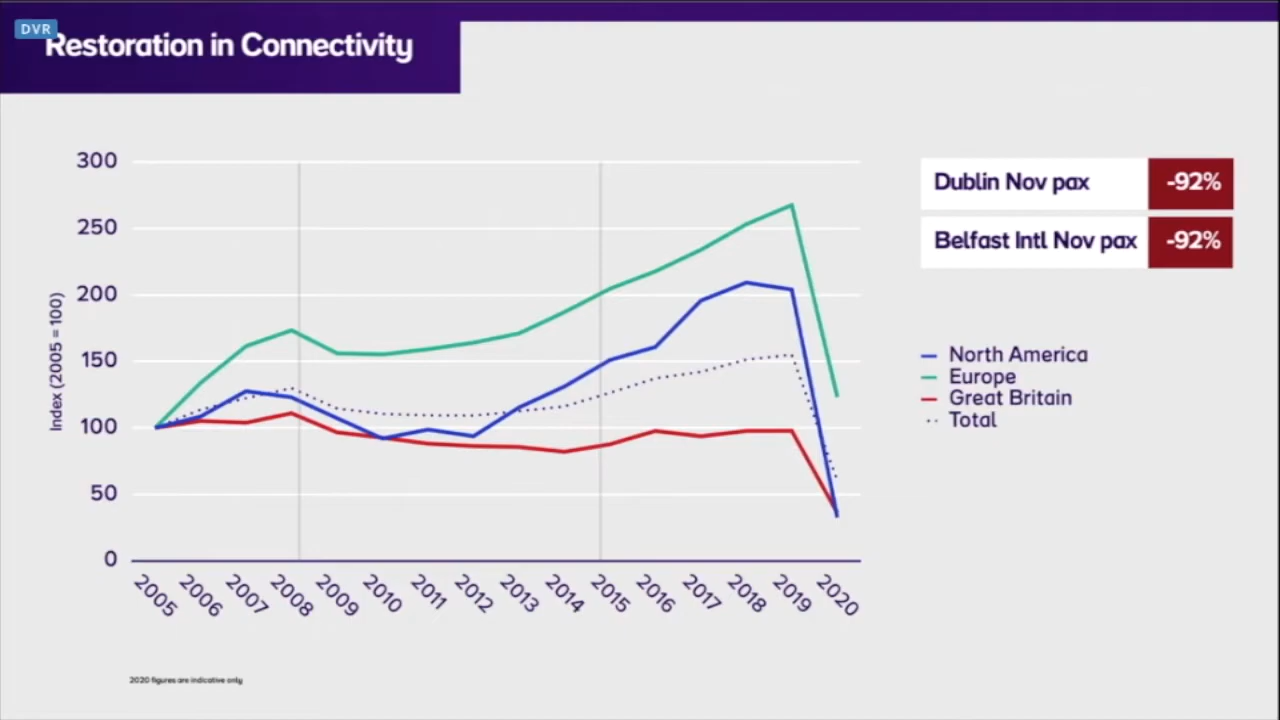 DVR
Restoration in Connectivity
300
250
200
150
100
50
0
Index (2005 = 100)
2005
2006
2007
2008
2009
2010
2011
2012
2013
2014
2015
2016
2017
2018
2019
2020
Dublin Nov pax -92%
Belfast Intl Nov pax -92%
North America
Europe
Great Britain
Total
2020 figures are indicative only